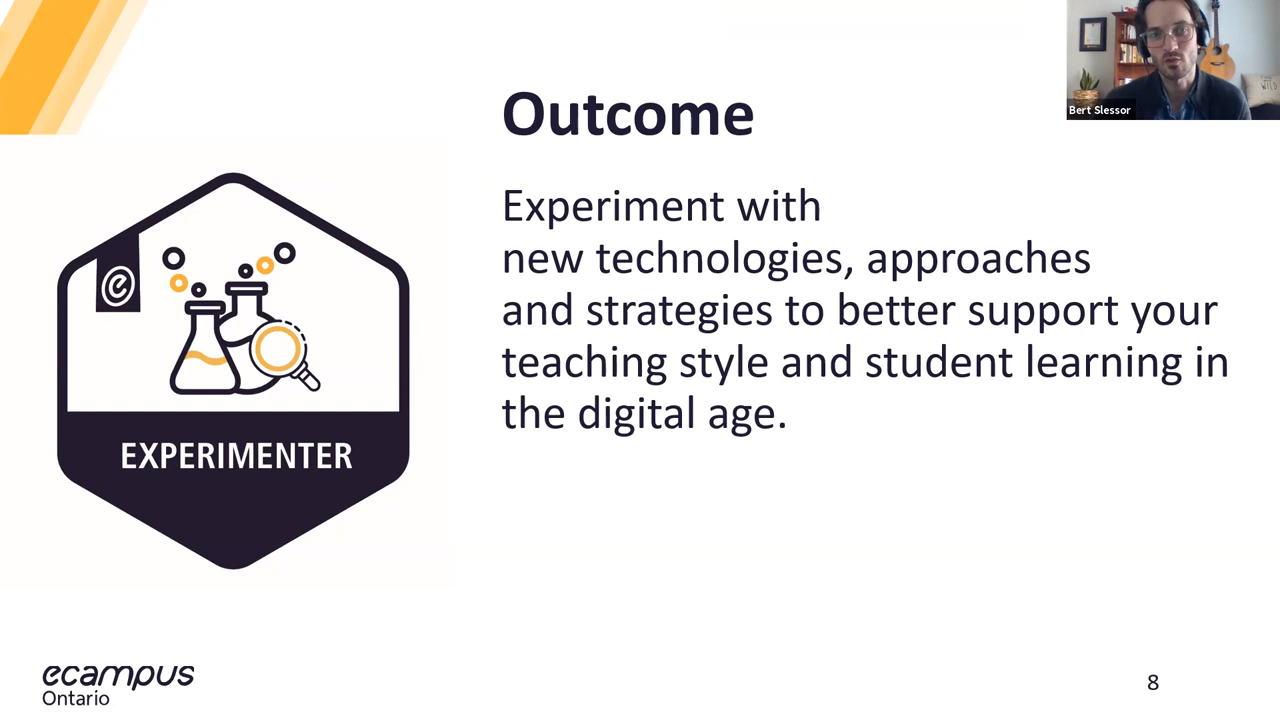 Outcome
Bert Slessor
Experiment with
new technologies, approaches
and strategies to better support your
teaching style and student learning in
the digital age.
e
EXPERIMENTER
ecampus
Ontario
8